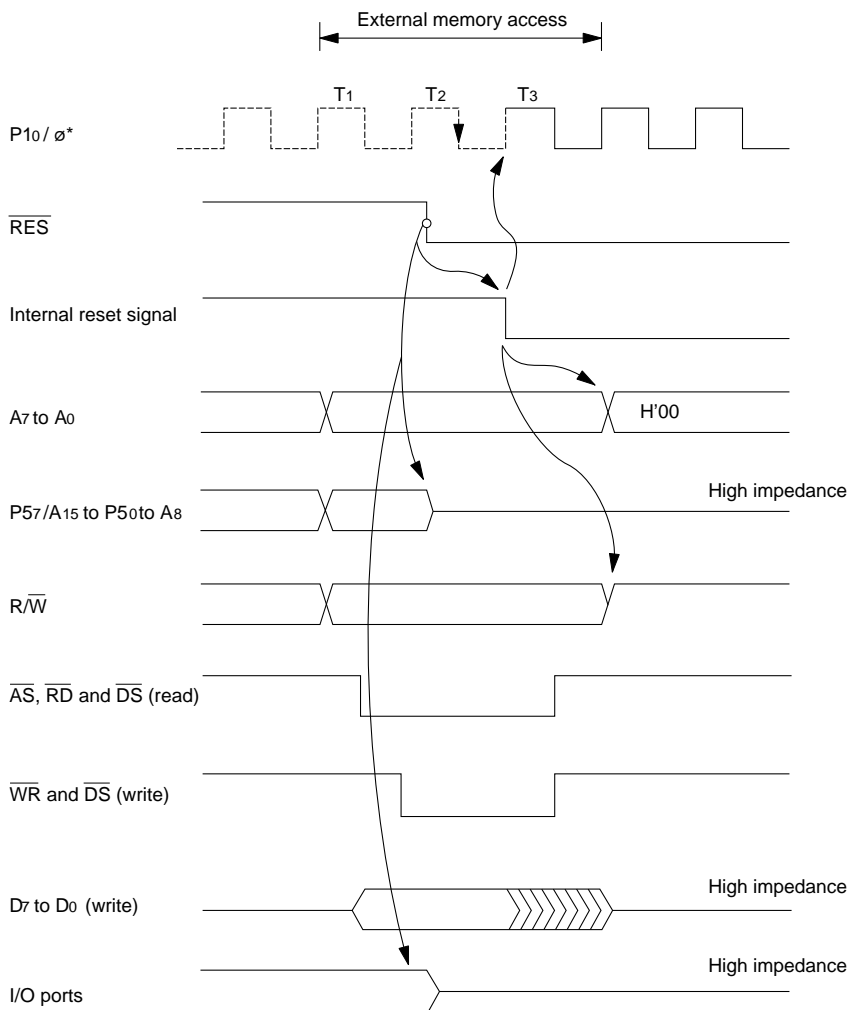 External memory access
T1 T2 T3
P10 / ø*
RES
Internal reset signal
A7 to A0
H'00
P57/A15 to P50 to A8
High impedance
R/W
AS, RD and DS (read)
WR and DS (write)
High impedance
D7 to D0 (write)
High impedance
I/O ports